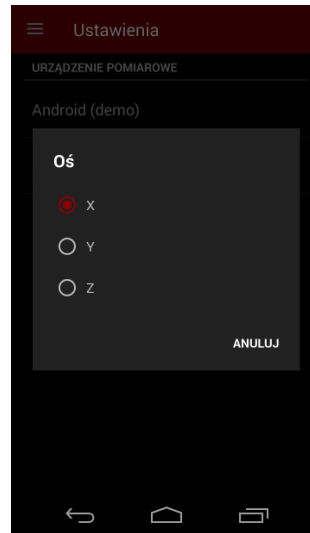 Ustawienia
URZĄDZENIE POMIAROWE
Android (demo)
Oś
X
Y
Z
ANULUJ